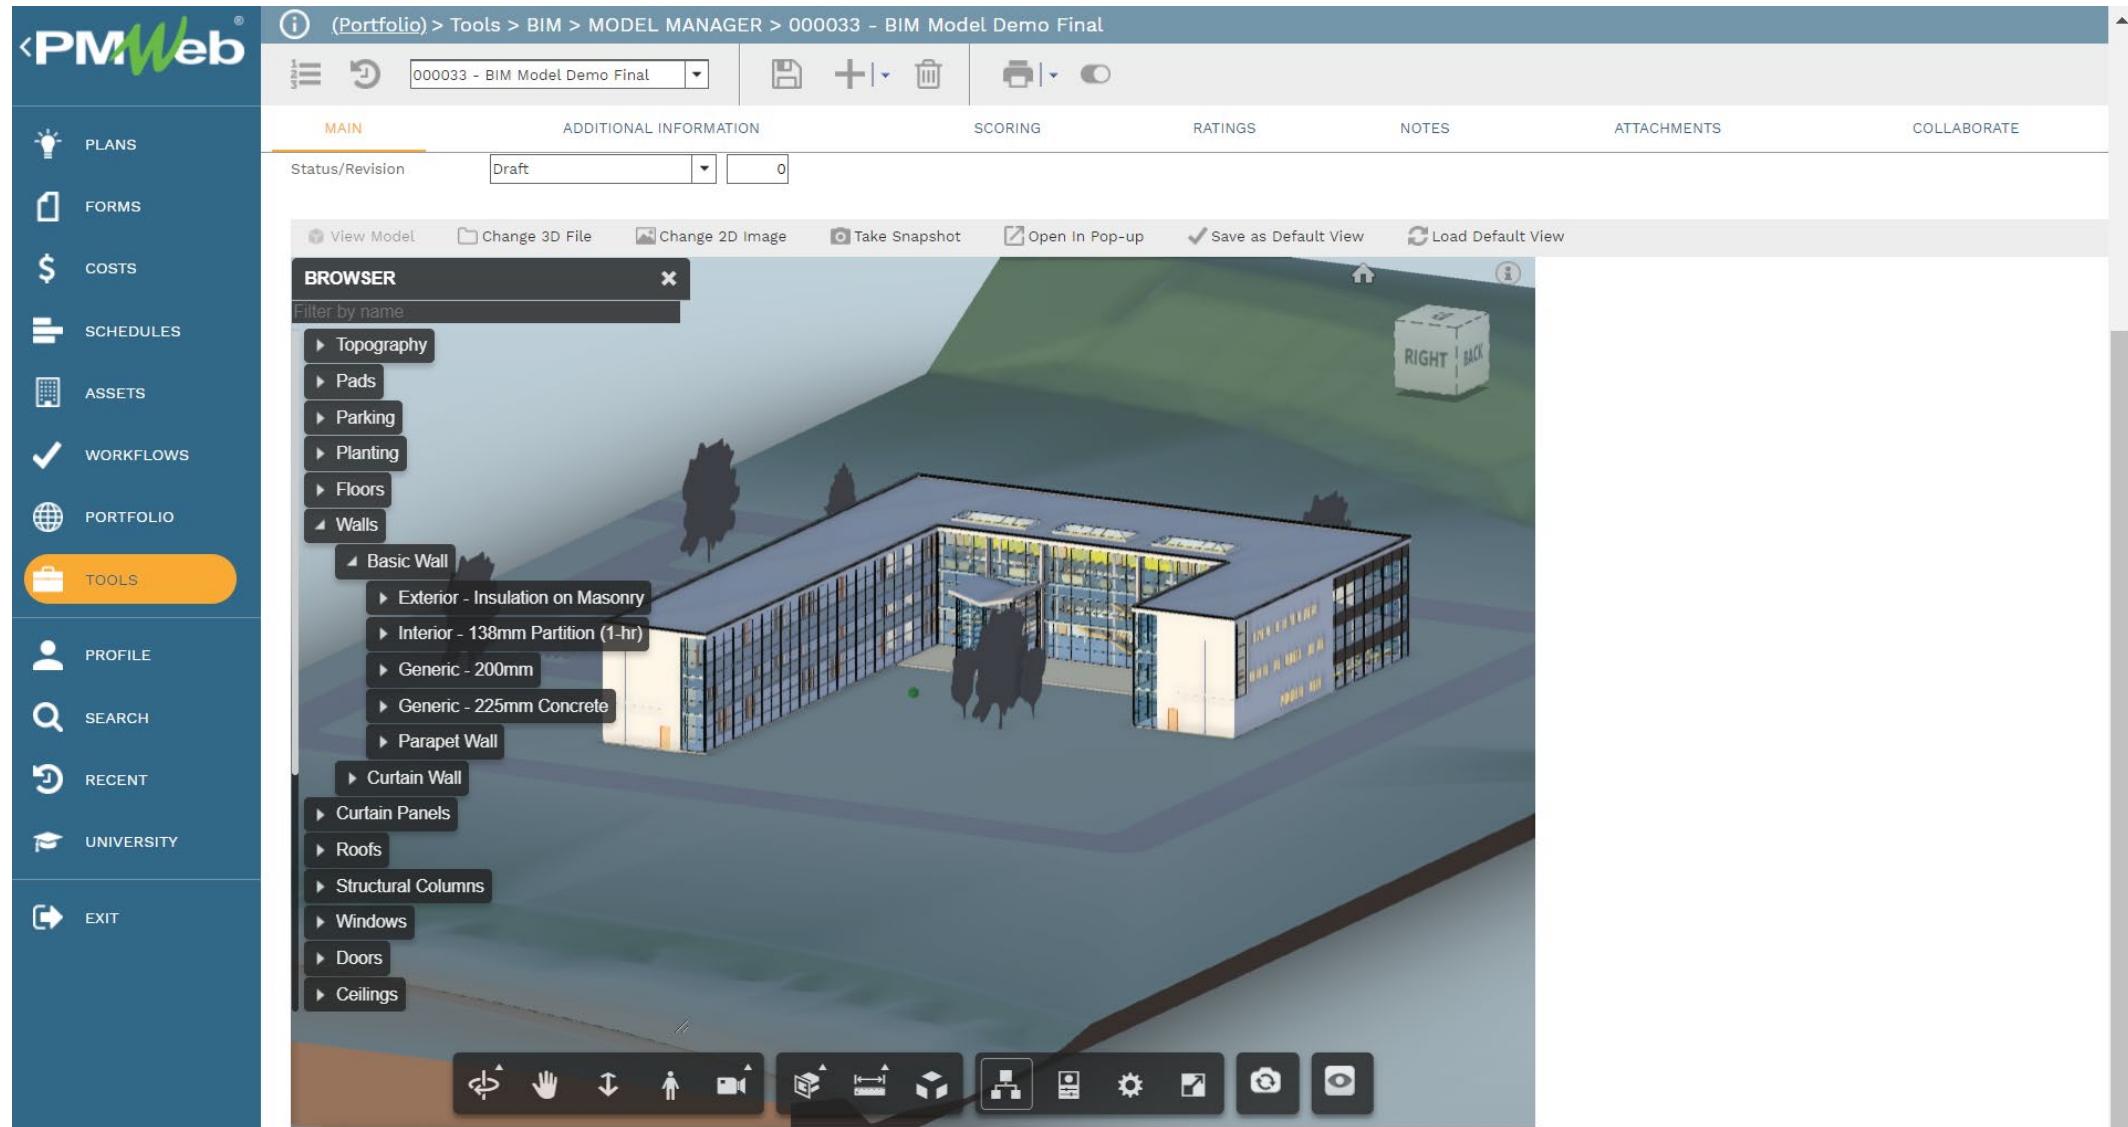 <PMWeb®
PLANS
FORMS
COSTS
SCHEDULES
ASSETS
WORKFLOWS
PORTFOLIO
TOOLS
PROFILE
SEARCH
RECENT
UNIVERSITY
EXIT
(Portfolio) > Tools > BIM > MODEL MANAGER > 000033 - BIM Model Demo Final
000033 - BIM Model Demo Final
MAIN ADDITIONAL INFORMATION SCORING RATINGS NOTES ATTACHMENTS COLLABORATE
Status/Revision Draft 0
View Model Change 3D File Change 2D Image Take Snapshot Open In Pop-up Save as Default View Load Default View
BROWSER
Filter by name
Topography
Pads
Parking
Planting
Floors
Walls
Basic Wall
Exterior - Insulation on Masonry
Interior - 138mm Partition (1-hr)
Generic - 200mm
Generic - 225mm Concrete
Parapet Wall
Curtain Wall
Curtain Panels
Roofs
Structural Columns
Windows
Doors
Ceilings
RIGHT BACK